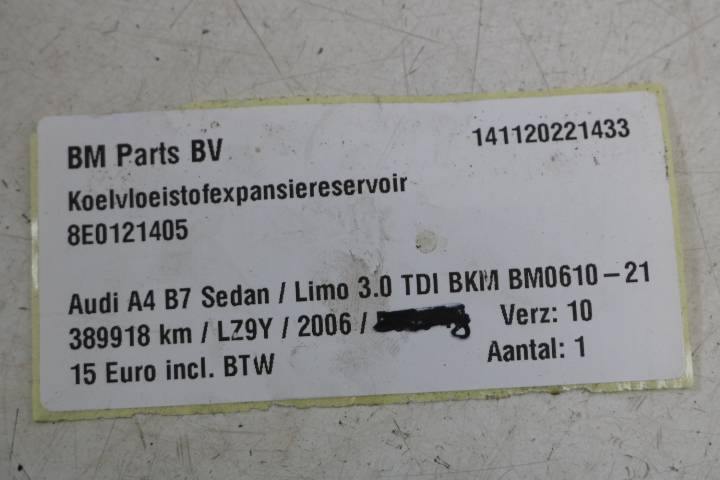 BM Parts BV 141120221433
Koelvloeistofexpansiereservoir
8E0121405
Audi A4 B7 Sedan / Limo 3.0 TDI BKM BM0610-21
389918 km / LZ9Y / 2006 / Verz: 10
15 Euro incl. BTW Aantal: 1